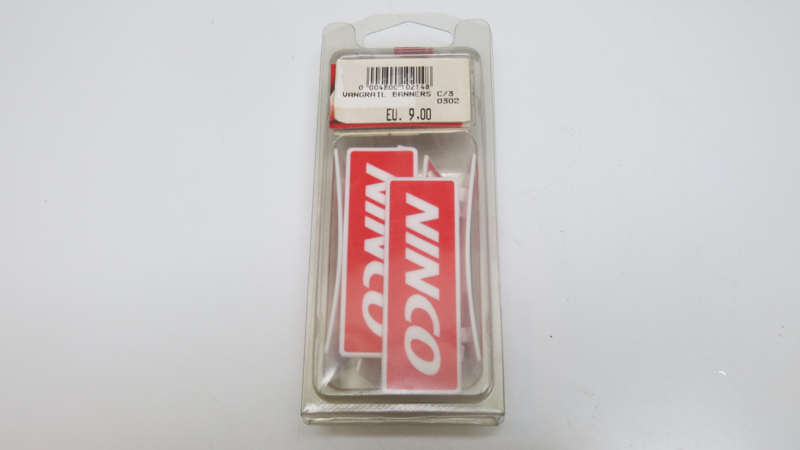 0 004800 102148
VANGRAIL BANNERS C/3
0302
EU. 9.00
NINCO
NINCO